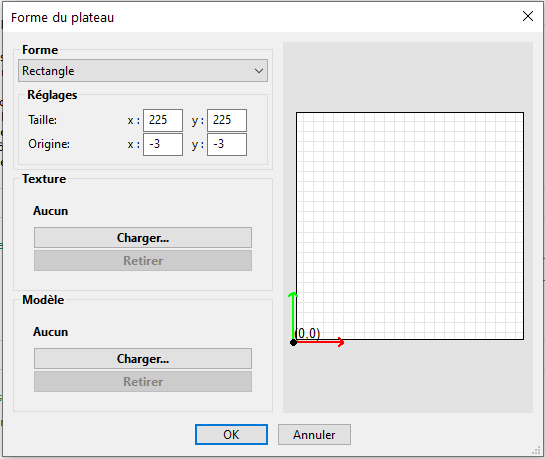 Forme du plateau
Forme
Rectangle
Réglages
Taille: x : 225 y : 225
Origine: x : -3 y : -3
Texture
Aucun
Charger...
Retirer
Modèle
Aucun
Charger...
Retirer
(0,0)
OK Annuler